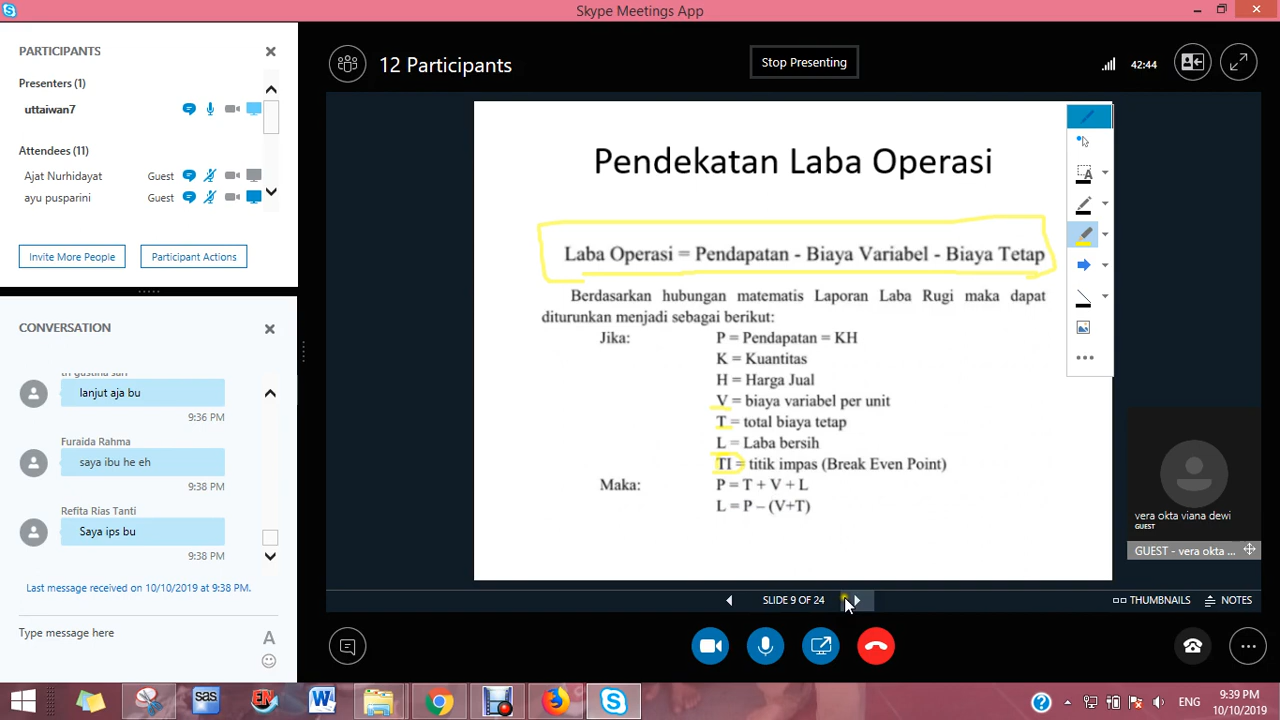 Skype Meetings App
PARTICIPANTS
Presenters (1)
uttaiwan7
Attendees (11)
Ajat Nurhidayat Guest
ayu pusparini Guest
Invite More People Participant Actions
CONVERSATION
tri gustina sari
lanjut aja bu
9:36 PM
Furaida Rahma
saya ibu he eh
9:38 PM
Refita Rias Tanti
Saya ips bu
9:38 PM
Last message received on 10/10/2019 at 9:38 PM.
Type message here
A
12 Participants
Stop Presenting
42:44
Pendekatan Laba Operasi
Laba Operasi = Pendapatan - Biaya Variabel - Biaya Tetap
Berdasarkan hubungan matematis Laporan Laba Rugi maka dapat
diturunkan menjadi sebagai berikut:
Jika: P = Pendapatan = KH
K = Kuantitas
H = Harga Jual
V = biaya variabel per unit
T = total biaya tetap
L = Laba bersih
TI = titik impas (Break Even Point)
Maka: P = T + V + L
L = P – (V+T)
A
vera okta viana dewi
GUEST
GUEST - vera okta ...
SLIDE 9 OF 24
THUMBNAILS
NOTES
sas
EN
W
S
ENG
9:39 PM
10/10/2019